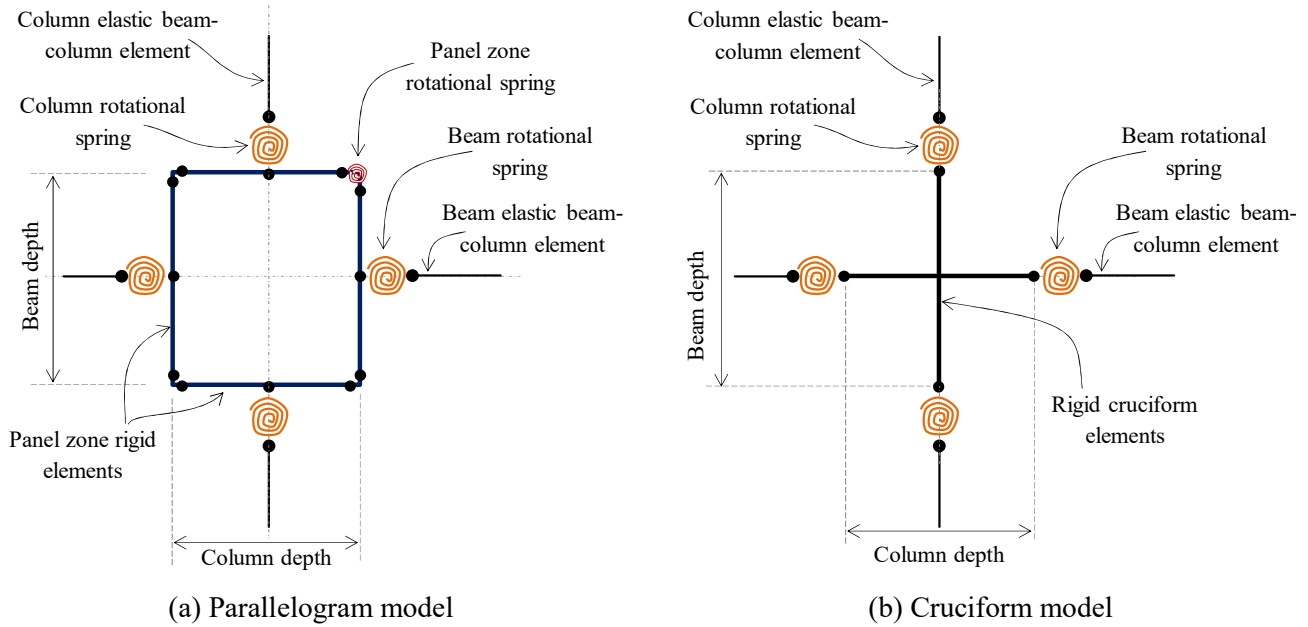 Column elastic beam-
column element
Panel zone
rotational spring
Column rotational
spring
Beam rotational
spring
Beam elastic beam-
column element
Beam depth
Panel zone rigid
elements
Column depth
(a) Parallelogram model
Column elastic beam-
column element
Column rotational
spring
Beam rotational
spring
Beam elastic beam-
column element
Beam depth
Rigid cruciform
elements
Column depth
(b) Cruciform model